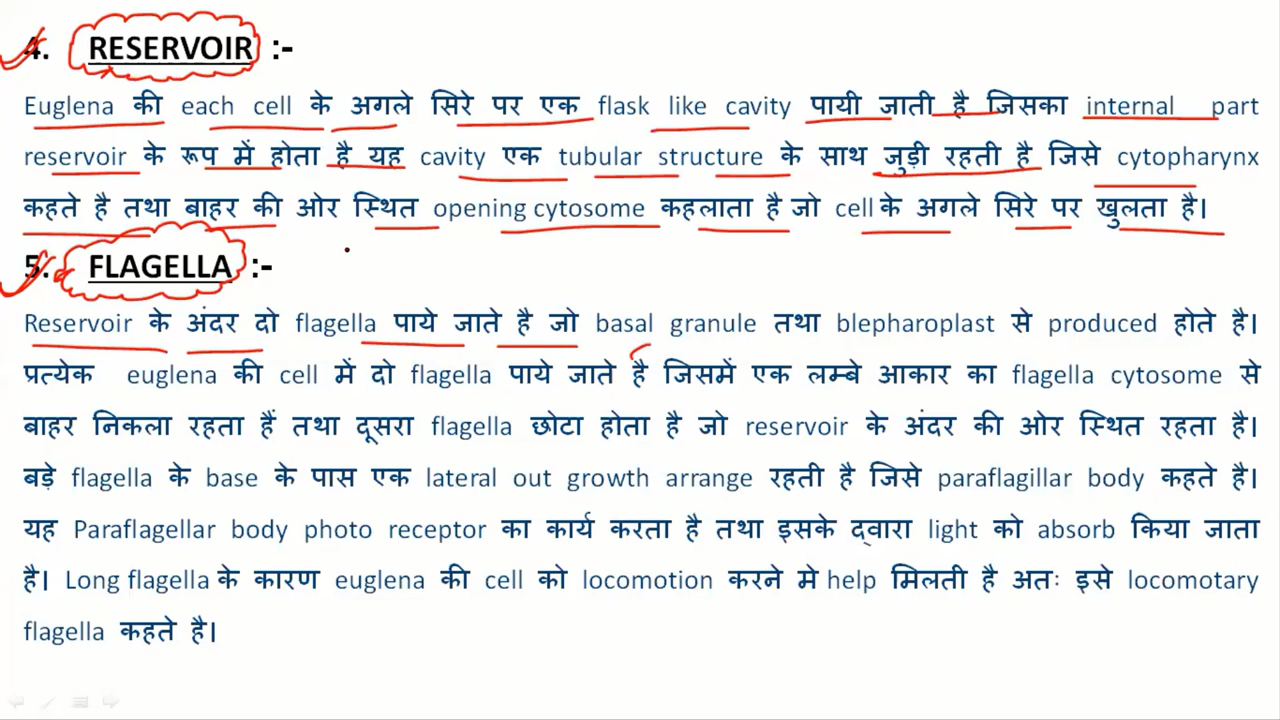 4. RESERVOIR :-
Euglena की each cell के अगले सिरे पर एक flask like cavity पायी जाती है जिसका internal part
reservoir के रूप में होता है यह cavity एक tubular structure के साथ जुड़ी रहती है जिसे cytopharynx
कहते है तथा बाहर की ओर स्थित opening cytosome कहलाता है जो cell के अगले सिरे पर खुलता है।
5. FLAGELLA :-
Reservoir के अंदर दो flagella पाये जाते है जो basal granule तथा blepharoplast से produced होते है।
प्रत्येक euglena की cell में दो flagella पाये जाते है जिसमें एक लम्बे आकार का flagella cytosome से
बाहर निकला रहता हैं तथा दूसरा flagella छोटा होता है जो reservoir के अंदर की ओर स्थित रहता है।
बड़े flagella के base के पास एक lateral out growth arrange रहती है जिसे paraflagillar body कहते है।
यह Paraflagellar body photo receptor का कार्य करता है तथा इसके द्वारा light को absorb किया जाता
है। Long flagella के कारण euglena की cell को locomotion करने मे help मिलती है अतः इसे locomotary
flagella कहते है।